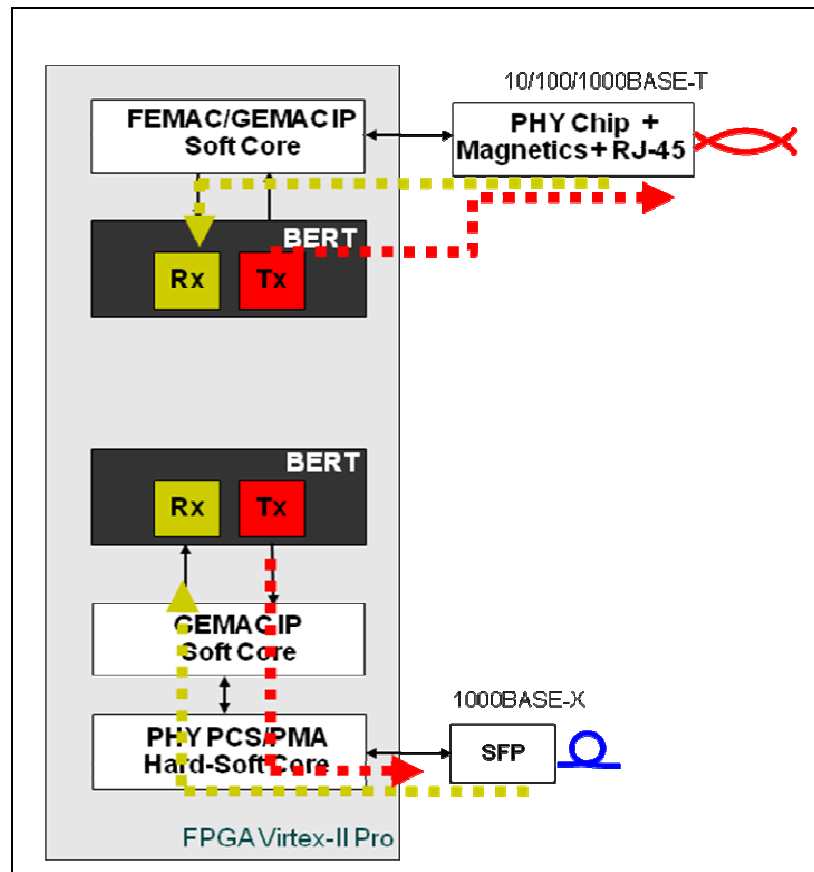 10/100/1000BASE-T
FEMAC/GEMAC IP
Soft Core
PHY Chip +
Magnetics + RJ-45
BERT
Rx
Tx
BERT
Rx
Tx
GEMAC IP
Soft Core
1000BASE-X
PHY PCS/PMA
Hard-Soft Core
SFP
FPGA Virtex-II Pro